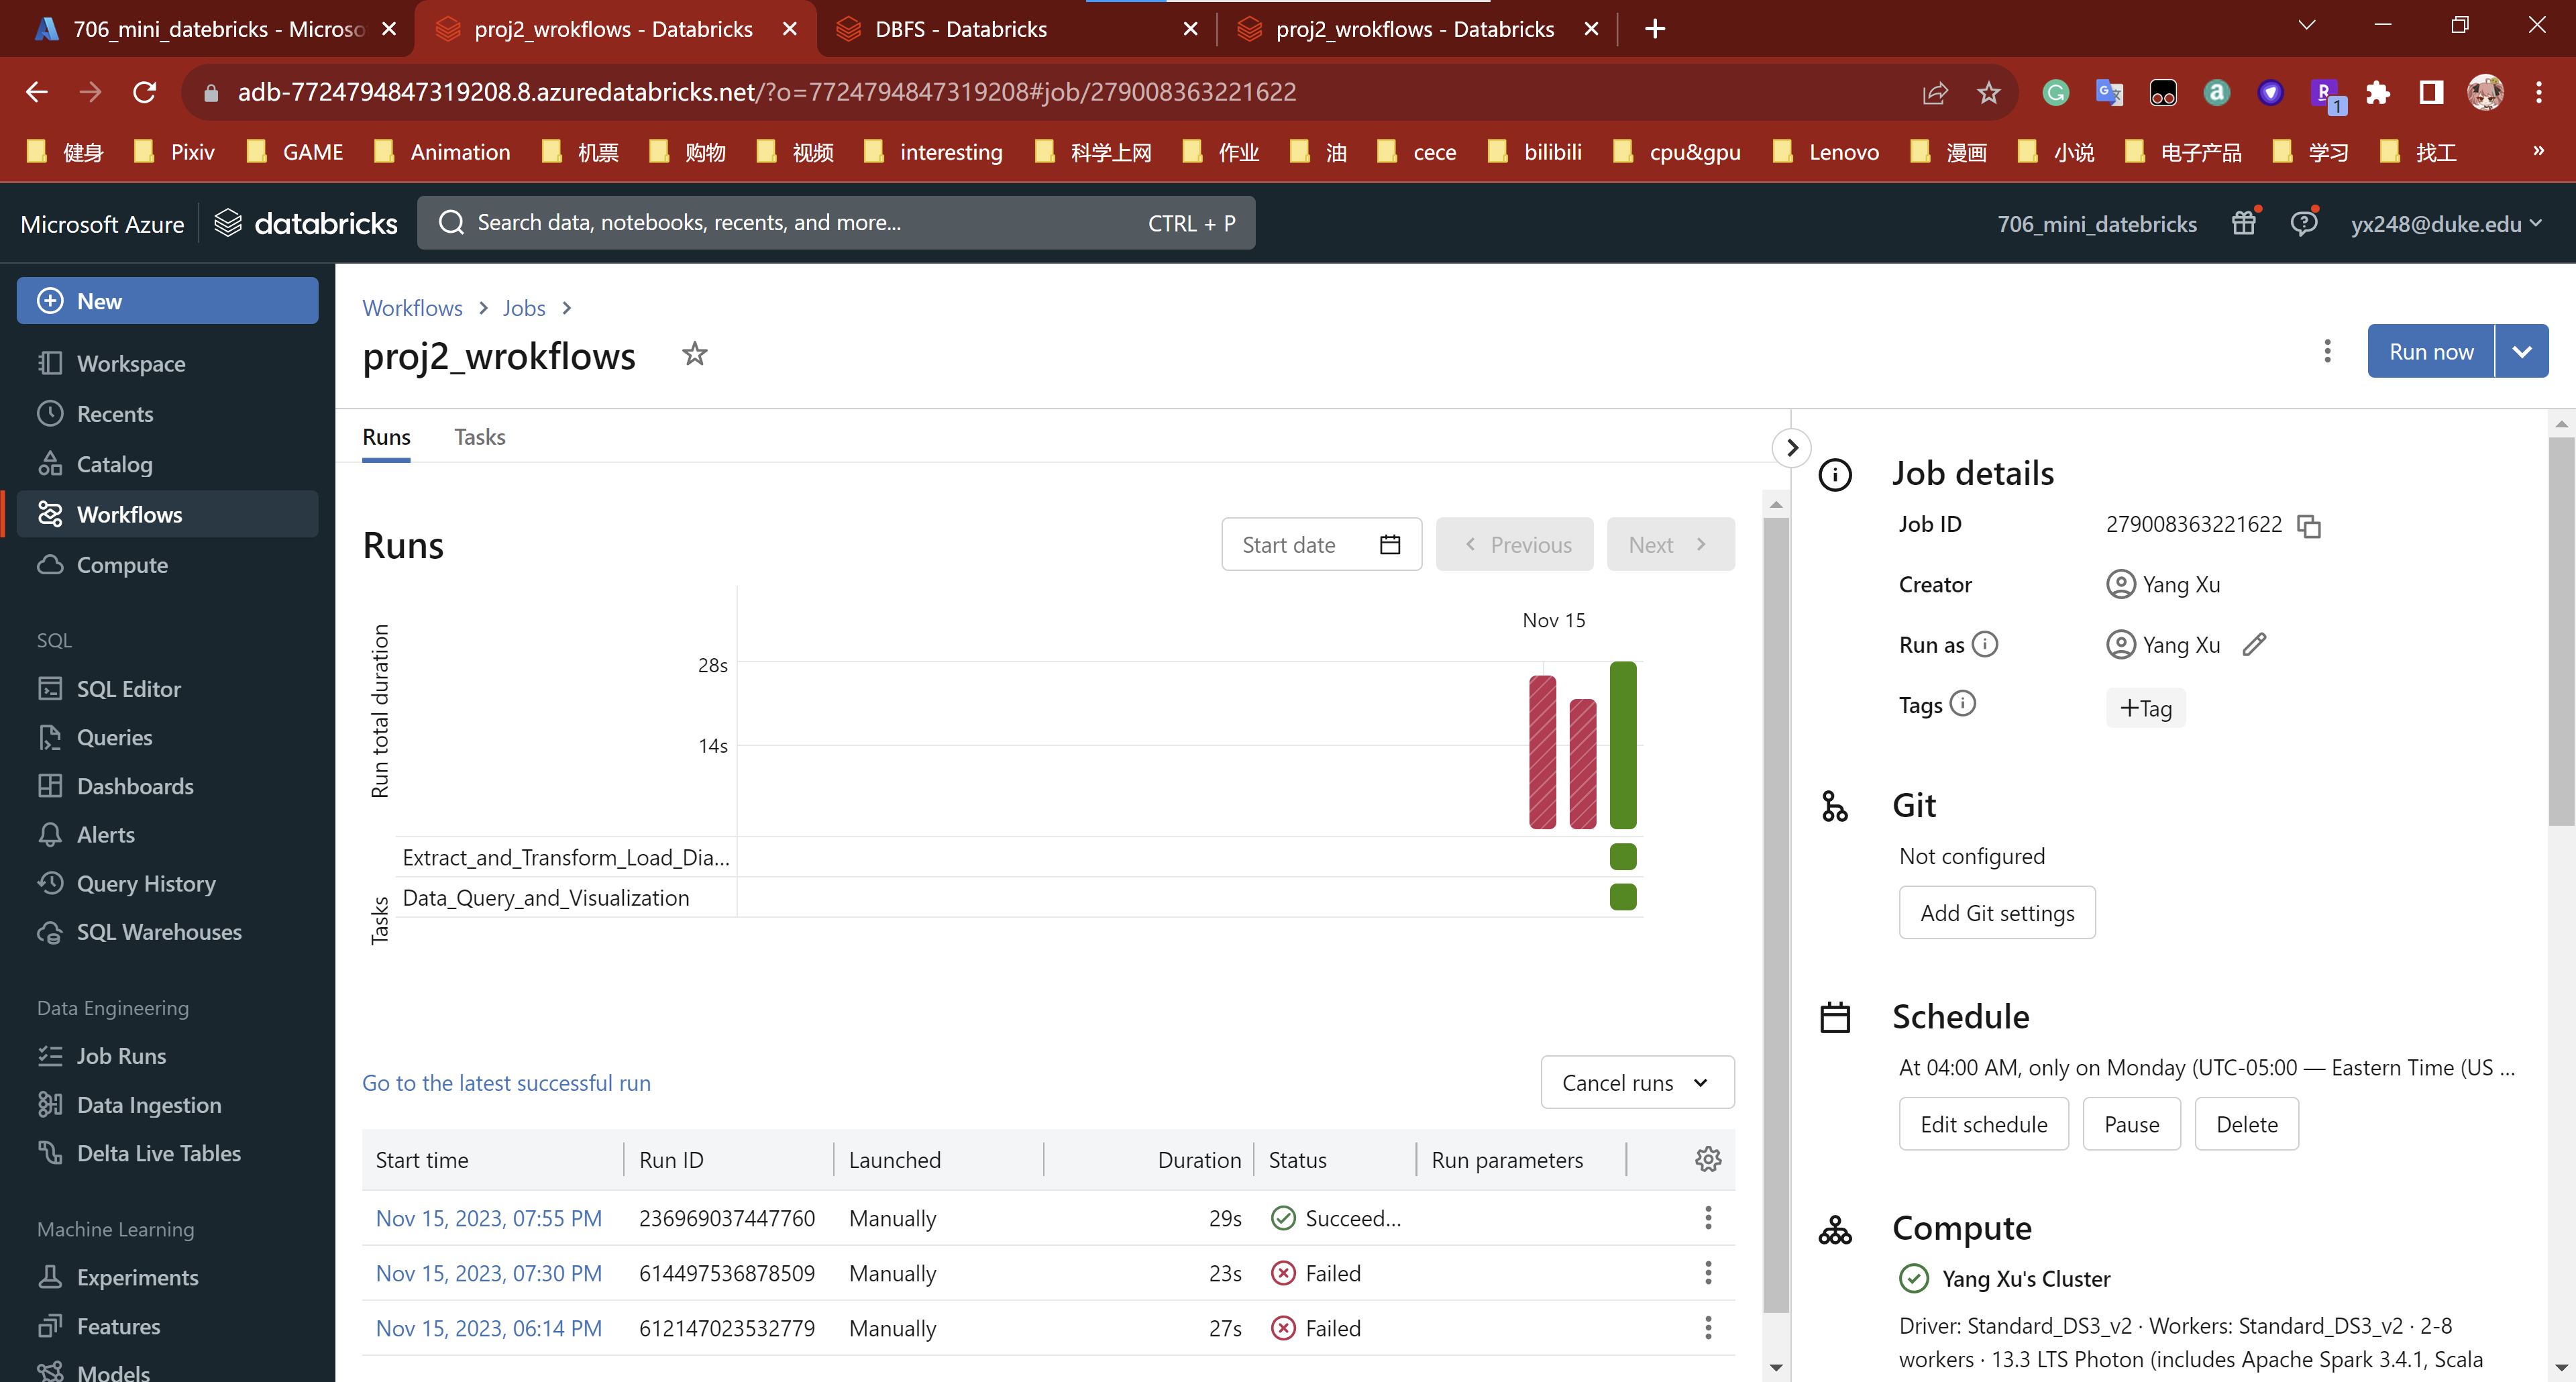 706_mini_datebricks - Microso
proj2_wrokflows - Databricks
DBFS - Databricks
proj2_wrokflows - Databricks
adb-7724794847319208.8.azuredatabricks.net/?o=7724794847319208#job/279008363221622
1
健身 Pixiv GAME Animation 机票 购物 视频 interesting 科学上网 作业 油 cece bilibili cpu&gpu Lenovo 漫画 小说 电子产品 学习 找工 »
Microsoft Azure databricks
Search data, notebooks, recents, and more... CTRL + P
706_mini_datebricks
yx248@duke.edu
New
Workspace
Recents
Catalog
Workflows
Compute
SQL
SQL Editor
Queries
Dashboards
Alerts
Query History
SQL Warehouses
Data Engineering
Job Runs
Data Ingestion
Delta Live Tables
Machine Learning
Experiments
Features
Models
Workflows > Jobs >
proj2_wrokflows
Run now
Runs Tasks
Runs
Start date
Previous
Next
Nov 15
Run total duration
28s
14s
Tasks
Extract_and_Transform_Load_Dia...
Data_Query_and_Visualization
Go to the latest successful run
Cancel runs
Start time Run ID Launched Duration Status Run parameters
Nov 15, 2023, 07:55 PM 236969037447760 Manually 29s Succeed...
Nov 15, 2023, 07:30 PM 614497536878509 Manually 23s Failed
Nov 15, 2023, 06:14 PM 612147023532779 Manually 27s Failed
Job details
Job ID 279008363221622
Creator Yang Xu
Run as Yang Xu
Tags +Tag
Git
Not configured
Add Git settings
Schedule
At 04:00 AM, only on Monday (UTC-05:00 — Eastern Time (US ...
Edit schedule
Pause
Delete
Compute
Yang Xu's Cluster
Driver: Standard_DS3_v2 · Workers: Standard_DS3_v2 · 2-8
workers · 13.3 LTS Photon (includes Apache Spark 3.4.1, Scala